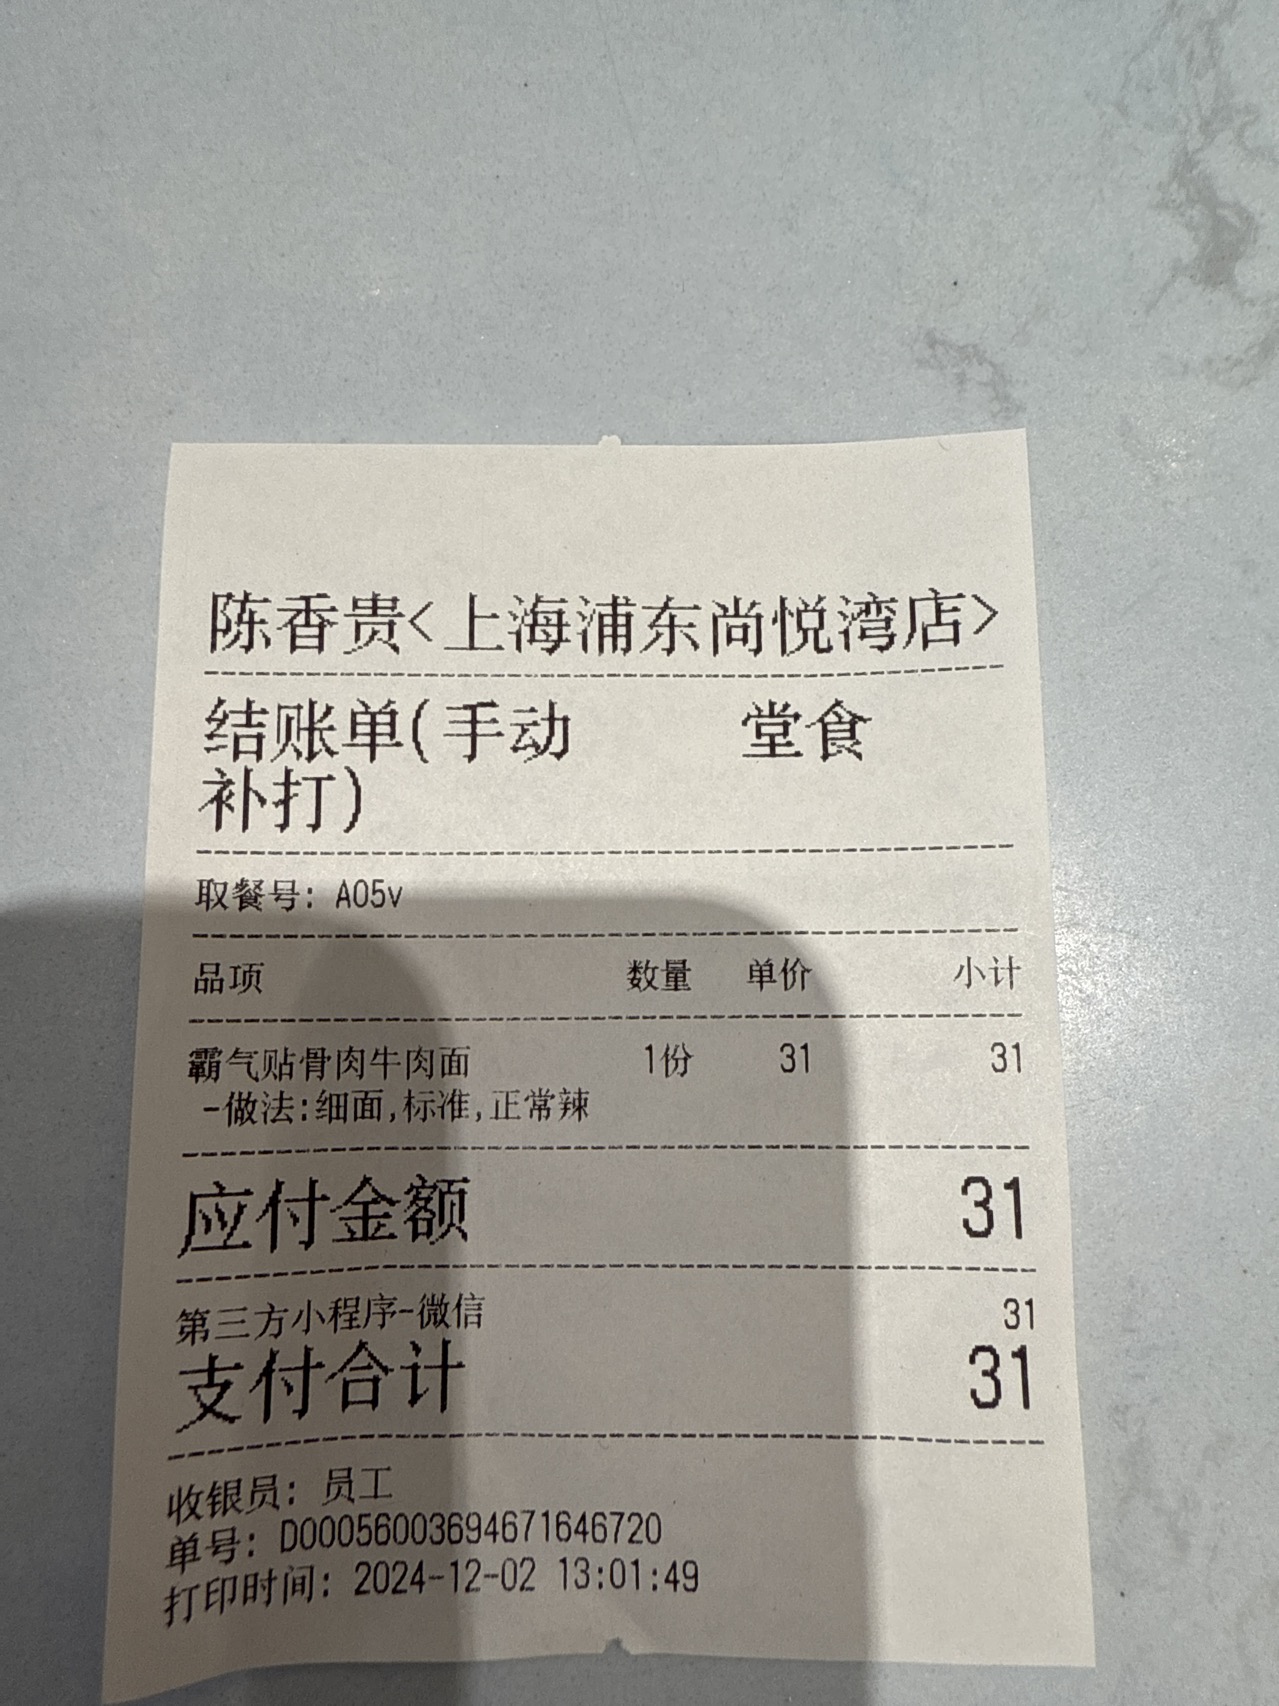 陈香贵<上海浦东尚悦湾店>
结账单(手动 堂食
补打)
取餐号: A05v
品项 数量 单价 小计
霸气贴骨肉牛肉面 1份 31 31
-做法:细面,标准,正常辣
应付金额 31
第三方小程序-微信 31
支付合计 31
收银员: 员工
单号: D00056003694671646720
打印时间: 2024-12-02 13:01:49